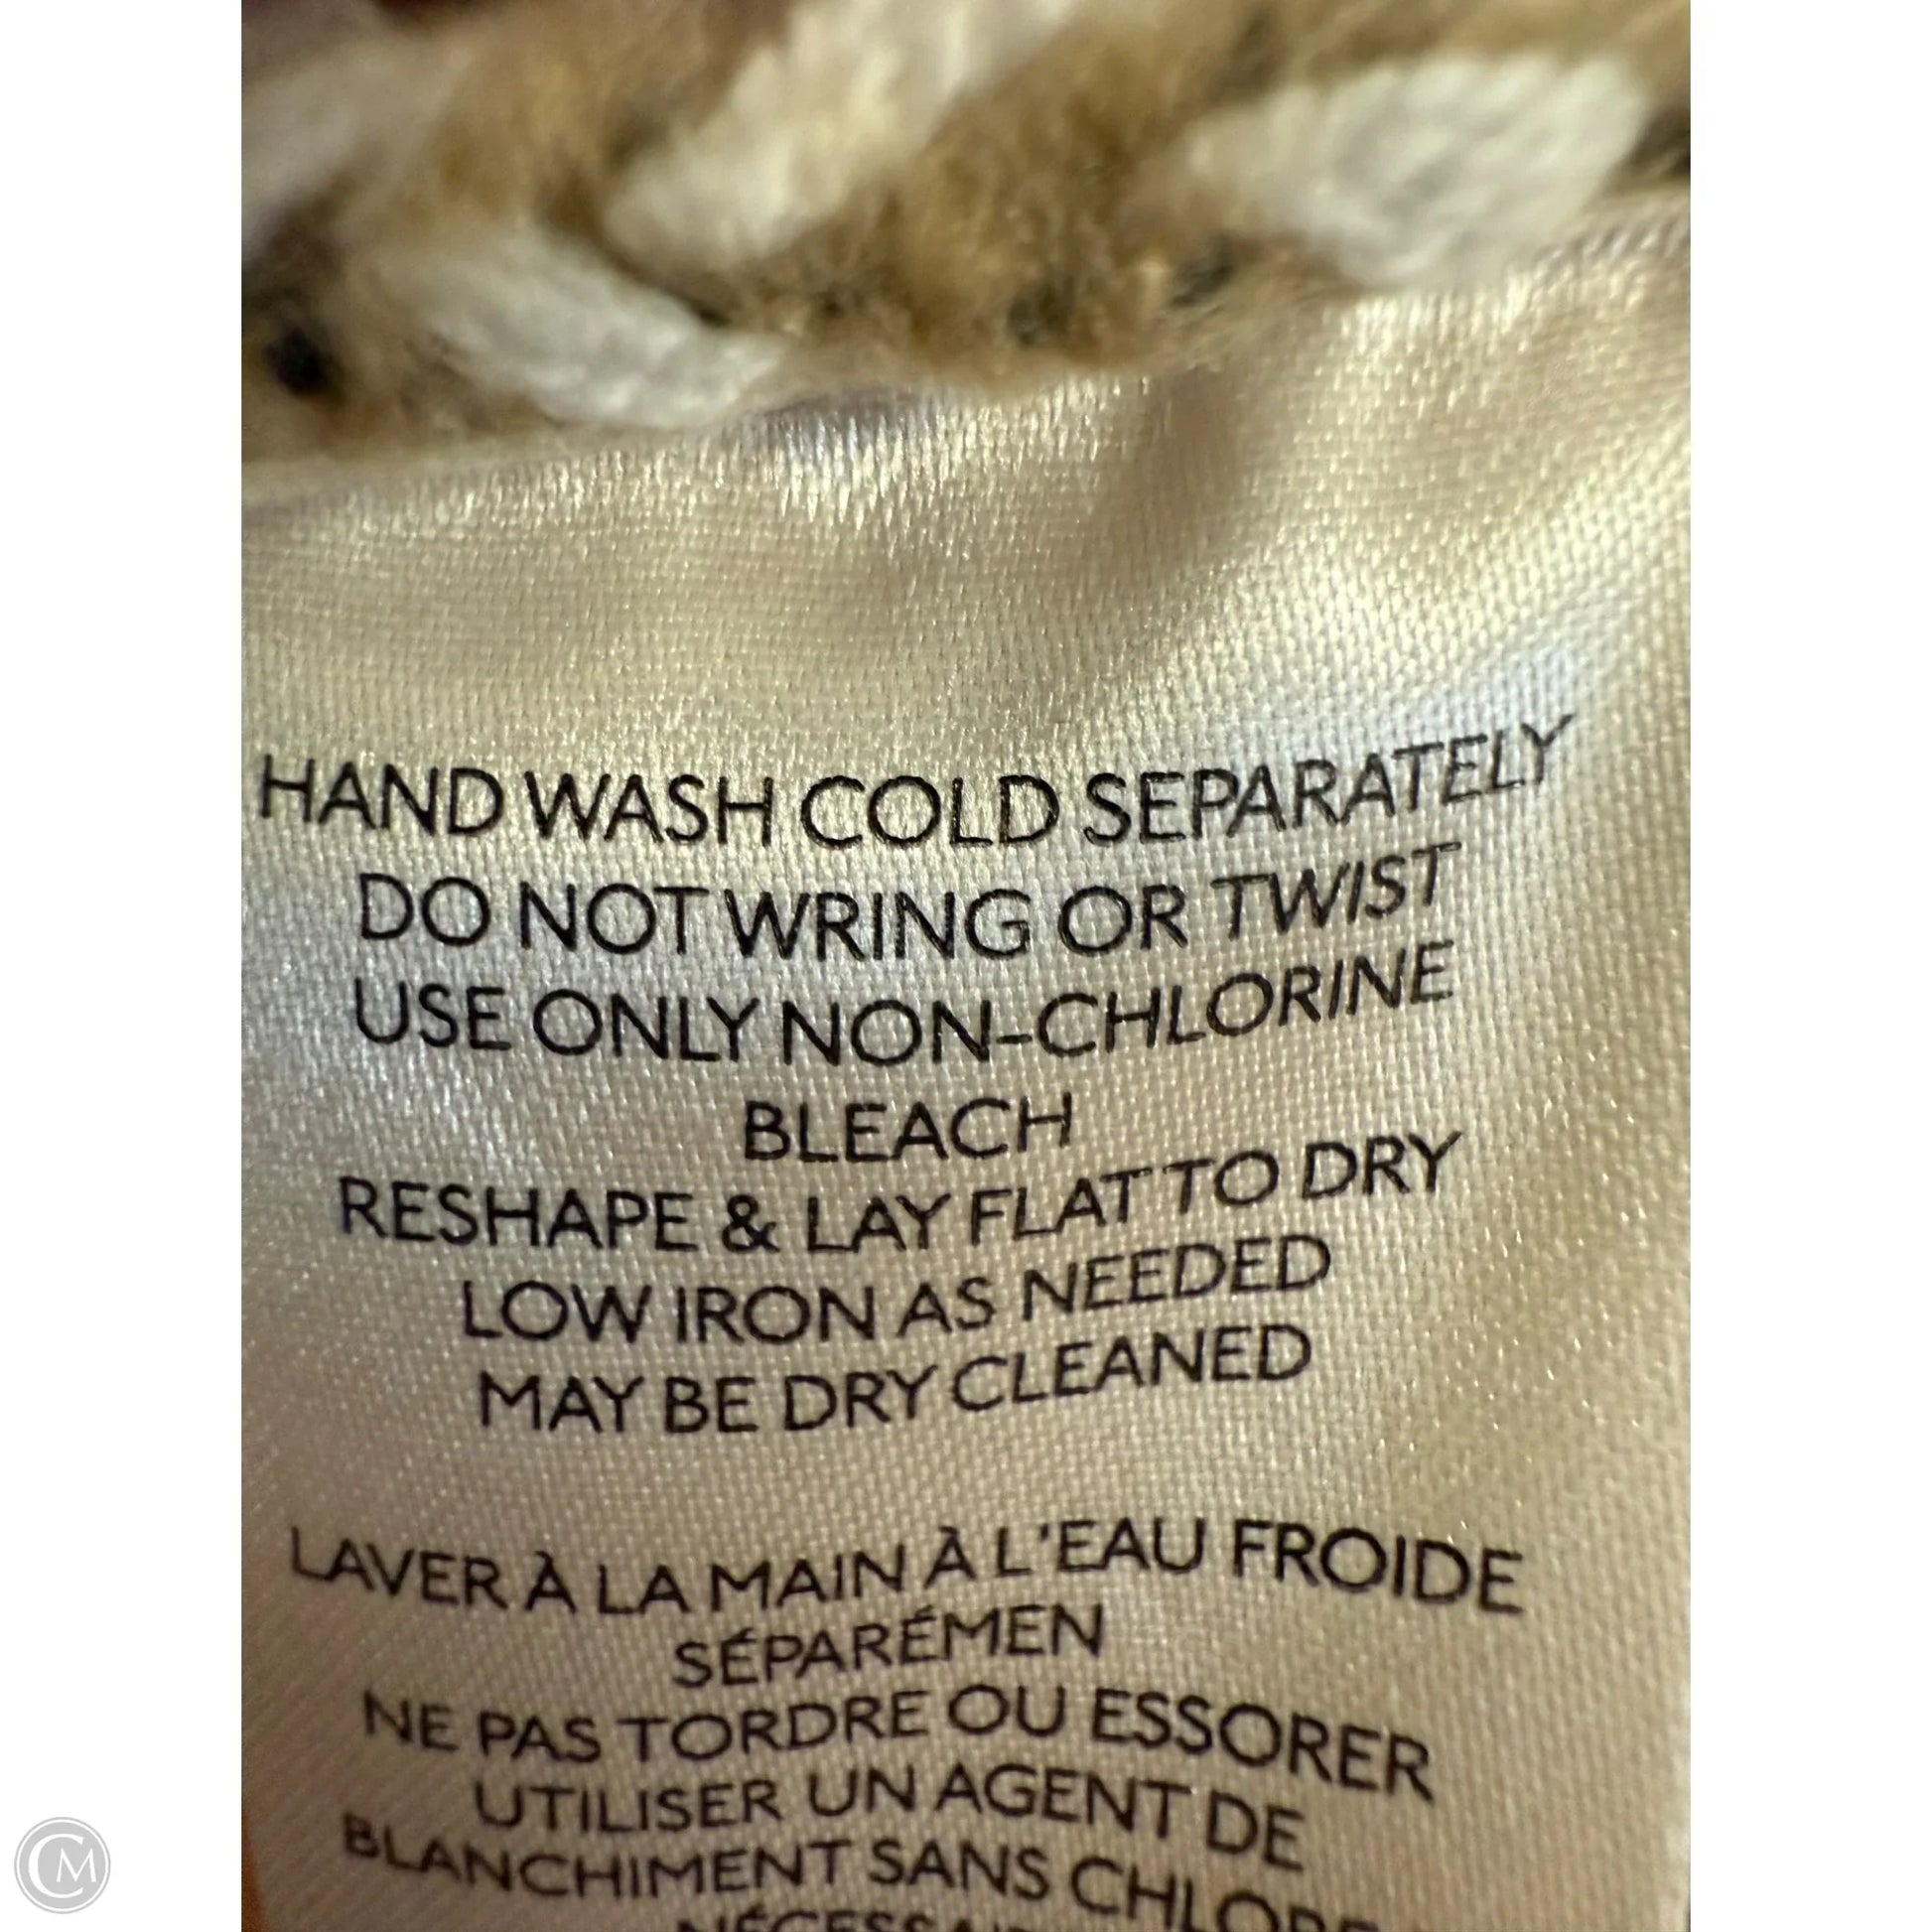 HAND WASH COLD SEPARATELY
DO NOT WRING OR TWIST
USE ONLY NON-CHLORINE
BLEACH
RESHAPE & LAY FLAT TO DRY
LOW IRON AS NEEDED
MAY BE DRY CLEANED
LAVER À LA MAIN À L'EAU FROIDE
SÉPARÉMEN
NE PAS TORDRE OU ESSORER
UTILISER UN AGENT DE
BLANCHIMENT SANS
CM